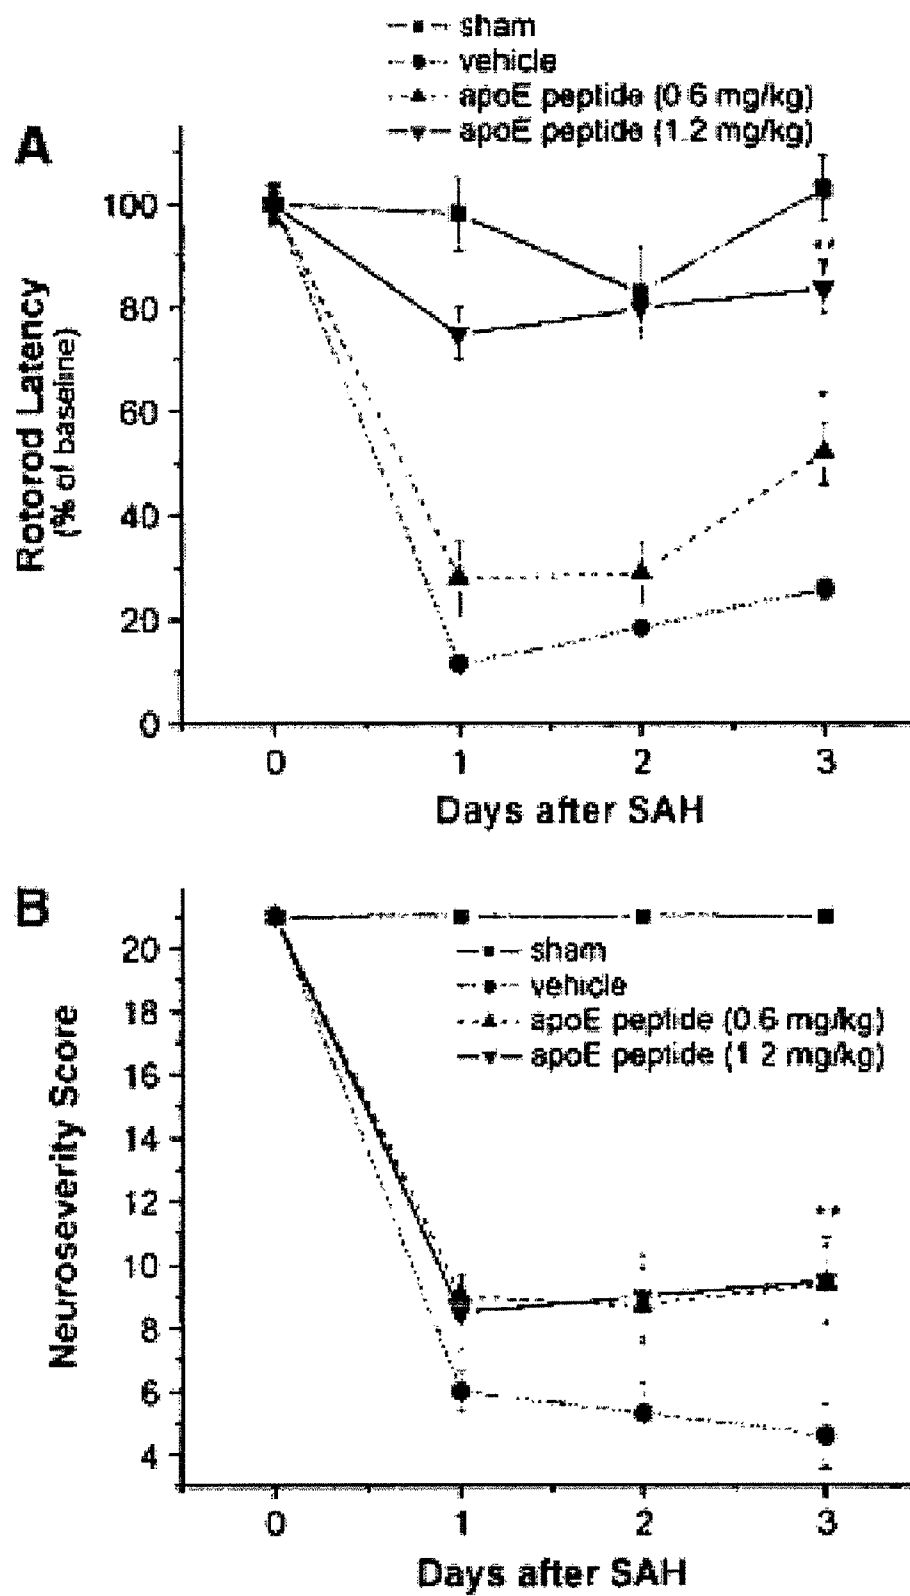 sham
vehicle
apoE peptide (0 6 mg/kg)
apoE peptide (1.2 mg/kg)
A
100
80
60
40
20
0
Rotorod Latency
(% of baseline)
**
*
0 1 2 3
Days after SAH
B
20
18
16
14
12
10
8
6
4
Neuroseverity Score
sham
vehicle
apoE peptide (0.6 mg/kg)
apoE peptide (1 2 mg/kg)
**
0 1 2 3
Days after SAH